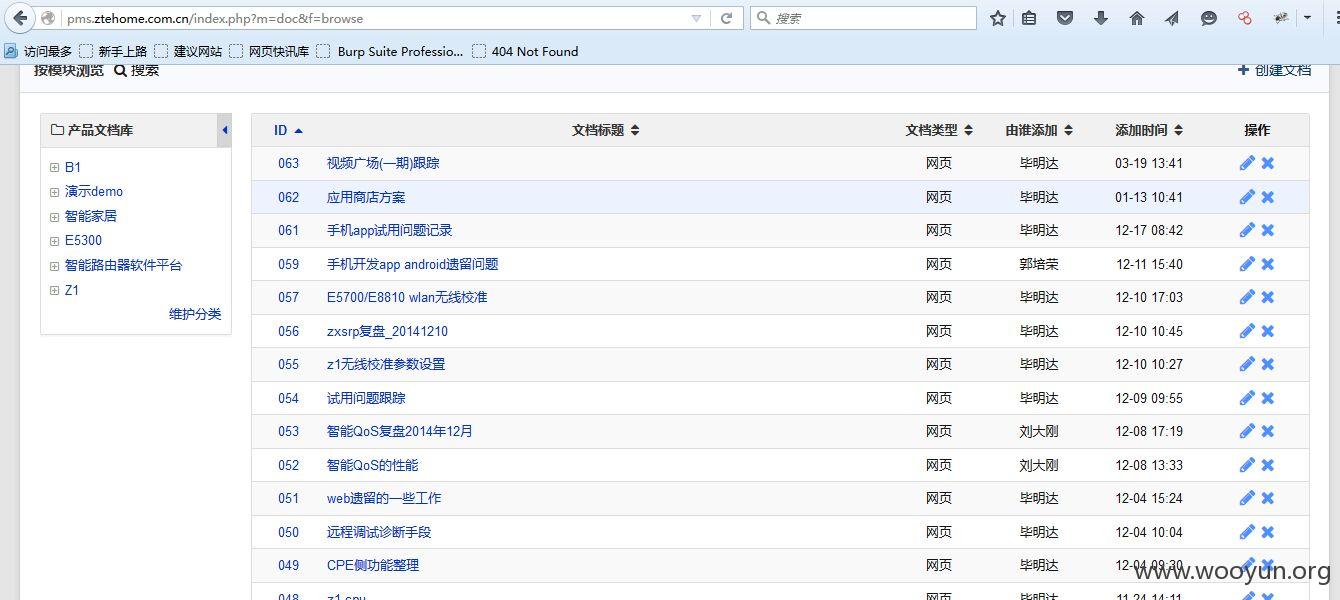 pms.ztehome.com.cn/index.php?m=doc&f=browse 搜索
访问最多 新手上路 建议网站 网页快讯库 Burp Suite Professio... 404 Not Found
按模块浏览 搜索 创建文档
产品文档库
B1
演示demo
智能家居
E5300
智能路由器软件平台
Z1
维护分类
ID 文档标题 文档类型 由谁添加 添加时间 操作
063 视频广场(一期)跟踪 网页 毕明达 03-19 13:41
062 应用商店方案 网页 毕明达 01-13 10:41
061 手机app试用问题记录 网页 毕明达 12-17 08:42
059 手机开发app android遗留问题 网页 郭培荣 12-11 15:40
057 E5700/E8810 wlan无线校准 网页 毕明达 12-10 17:03
056 zxsrp复盘_20141210 网页 毕明达 12-10 10:45
055 z1无线校准参数设置 网页 毕明达 12-10 10:27
054 试用问题跟踪 网页 毕明达 12-09 09:55
053 智能QoS复盘2014年12月 网页 刘大刚 12-08 17:19
052 智能QoS的性能 网页 刘大刚 12-08 13:33
051 web遗留的一些工作 网页 毕明达 12-04 15:24
050 远程调试诊断手段 网页 毕明达 12-04 10:04
049 CPE侧功能整理 网页 毕明达 12-04 09:30
048 z1 cpu 网页 毕明达 11-24 14:11
www.wooyun.org